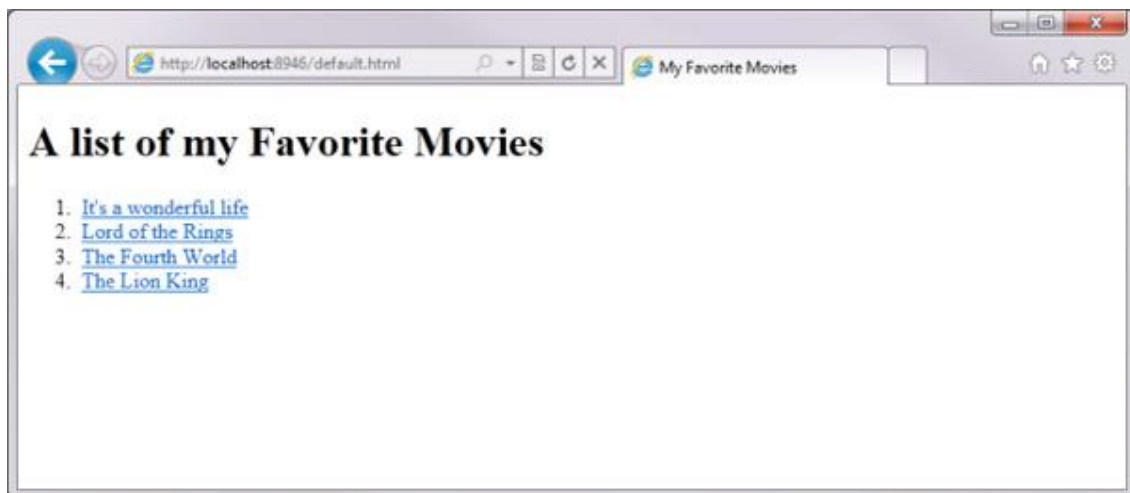 http://localhost:8946/default.html
My Favorite Movies
A list of my Favorite Movies
1. It's a wonderful life
2. Lord of the Rings
3. The Fourth World
4. The Lion King